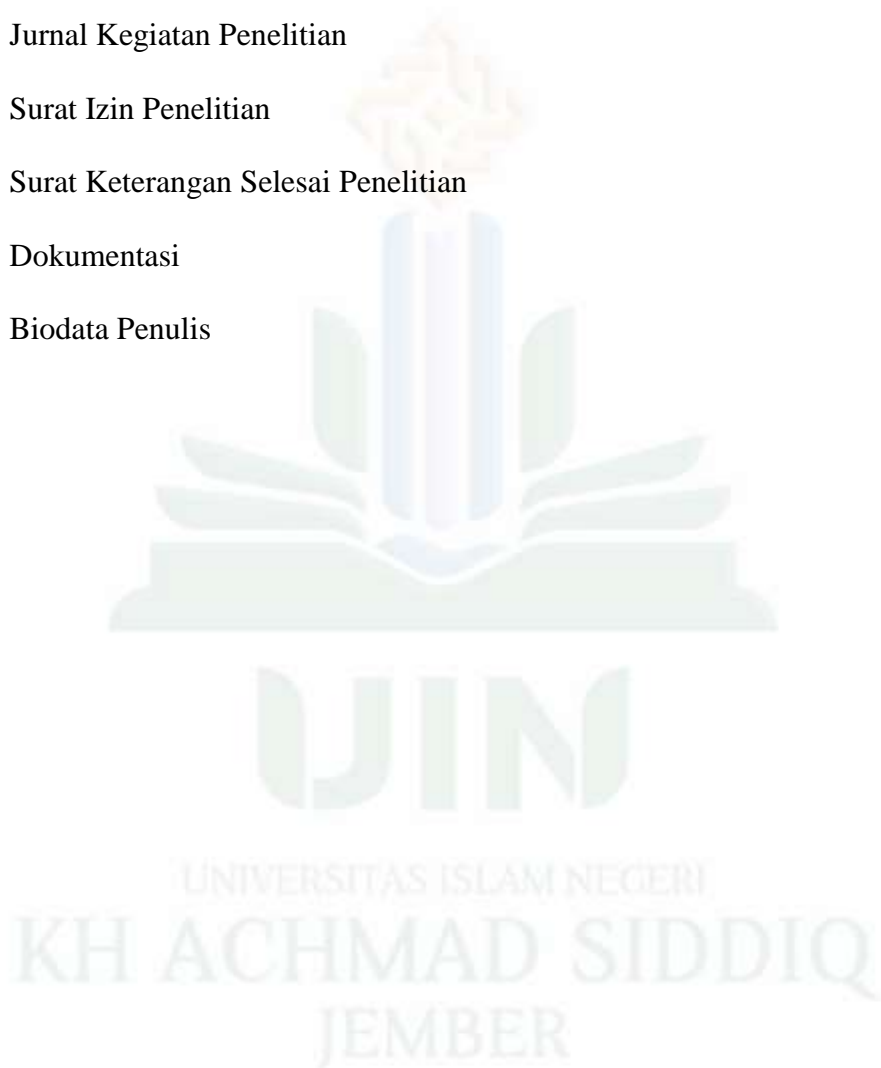 Jurnal Kegiatan Penelitian
Surat Izin Penelitian
Surat Keterangan Selesai Penelitian
Dokumentasi
Biodata Penulis
UIN
UNIVERSITAS ISLAM NEGERI
KH ACHMAD SIDDIQ
JEMBER